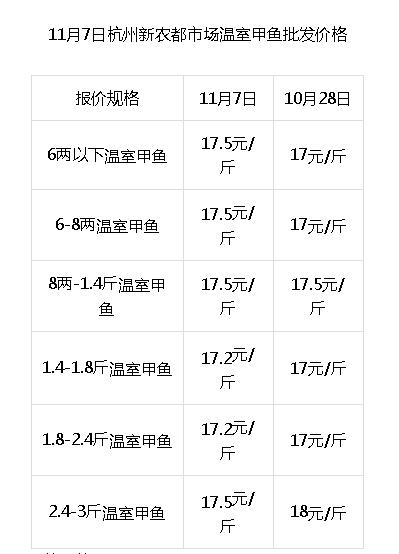 11月7日杭州新农都市场温室甲鱼批发价格
报价规格 11月7日 10月28日
6两以下温室甲鱼 17.5元/斤 17元/斤
6-8两温室甲鱼 17.5元/斤 17元/斤
8两-1.4斤温室甲鱼 17.5元/斤 17.5元/斤
1.4-1.8斤温室甲鱼 17.2元/斤 17元/斤
1.8-2.4斤温室甲鱼 17.2元/斤 17元/斤
2.4-3斤温室甲鱼 17.5元/斤 18元/斤